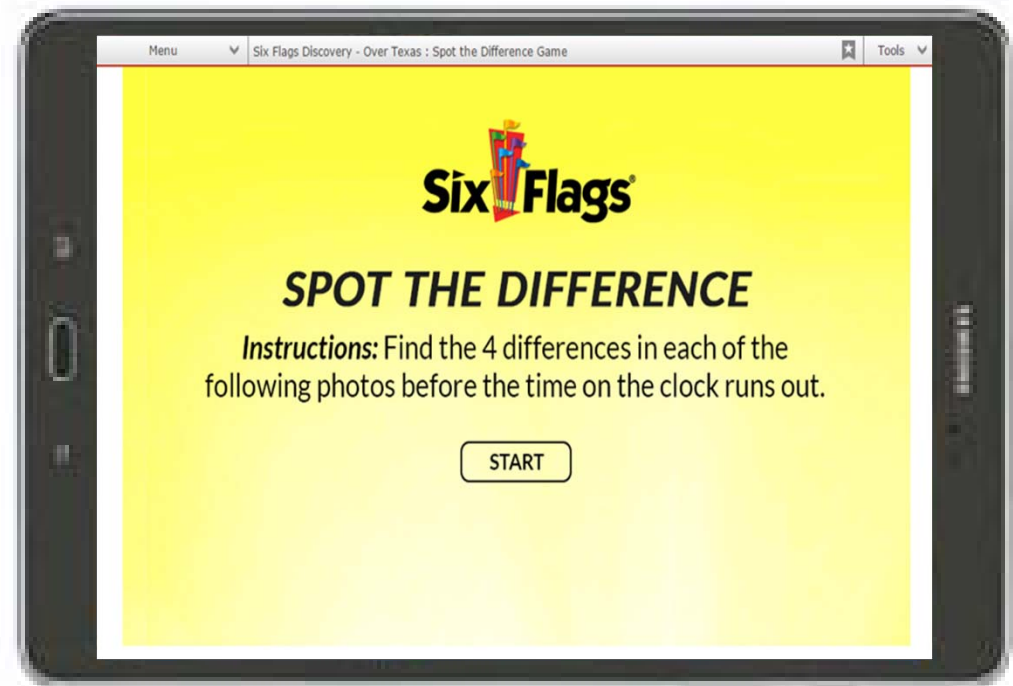 Menu
Six Flags Discovery - Over Texas : Spot the Difference Game
Tools
Six Flags®
SPOT THE DIFFERENCE
Instructions: Find the 4 differences in each of the
following photos before the time on the clock runs out.
START